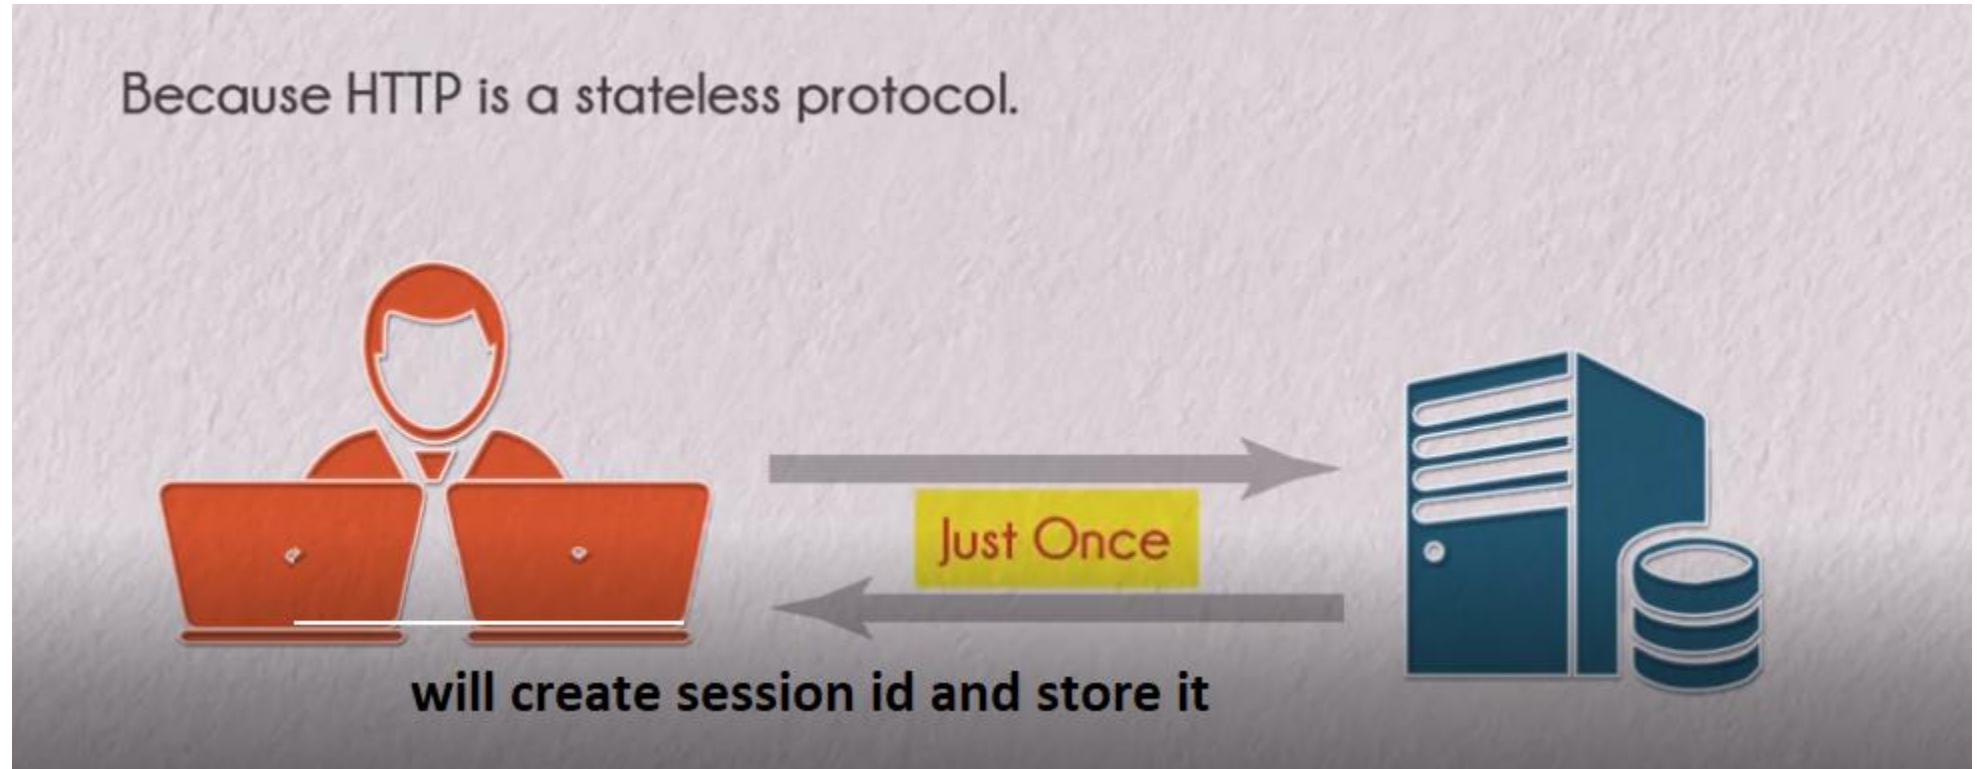 Because HTTP is a stateless protocol.
Just Once
will create session id and store it